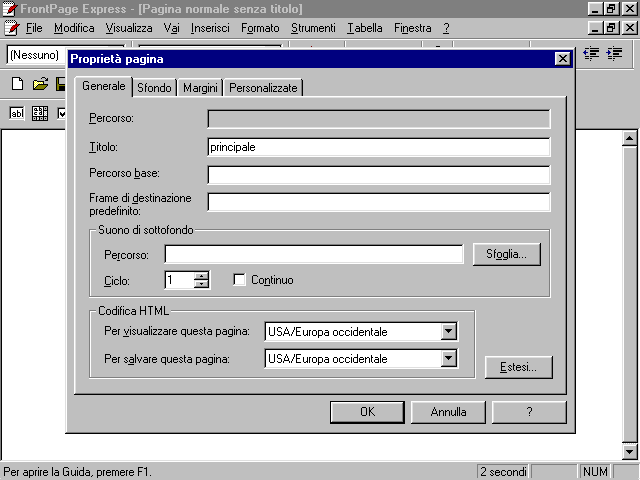 FrontPage Express - [Pagina normale senza titolo]
File Modifica Visualizza Vai Inserisci Formato Strumenti Tabella Finestra ?
(Nessuno)
Proprietà pagina
Generale Sfondo Margini Personalizzate
Percorso:
Titolo: principale
Percorso base:
Frame di destinazione
predefinito:
Suono di sottofondo
Percorso: Sfoglia...
Ciclo: 1 Continuo
Codifica HTML
Per visualizzare questa pagina: USA/Europa occidentale
Per salvare questa pagina: USA/Europa occidentale
Estesi...
OK Annulla ?
Per aprire la Guida, premere F1. 2 secondi NUM